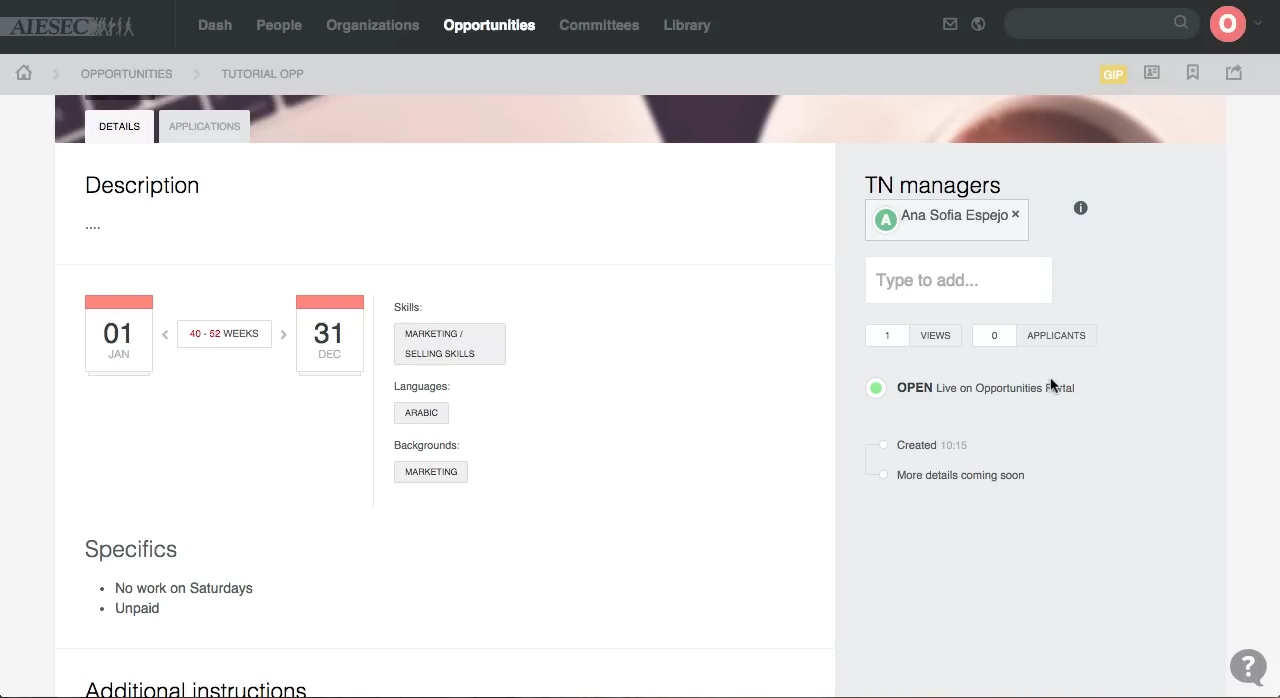 AIESEC
Dash People Organizations Opportunities Committees Library
O
OPPORTUNITIES TUTORIAL OPP
GIP
DETAILS APPLICATIONS
Description
....
01
JAN
40 - 52 WEEKS
31
DEC
Skills:
MARKETING /
SELLING SKILLS
Languages:
ARABIC
Backgrounds:
MARKETING
Specifics
• No work on Saturdays
• Unpaid
Additional instructions
TN managers
A Ana Sofia Espejo ×
i
Type to add...
1 VIEWS 0 APPLICANTS
OPEN Live on Opportunities Portal
Created 10:15
More details coming soon
?